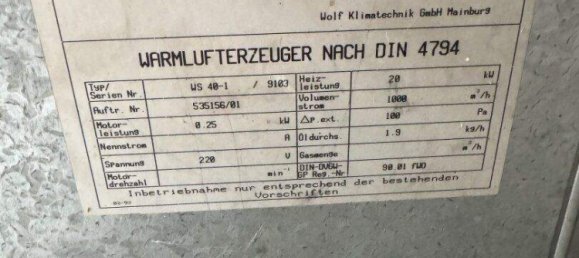 Wolf Klimatechnik GmbH Mainburg
WARMLUFTERZEUGER NACH DIN 4794
Typ/ Serien Nr. WS 40-1 / 9103 Heiz-leistung 20 kW
Auftr. Nr. 535156/01 Volumen-strom 1000 m³/h
Motor-leistung 0.25 kW ΔP.ext. 100 Pa
Nennstrom A Öldurchs. 1.9 kg/h
Spannung 220 V Gasmenge m³/h
Motor-drehzahl min⁻¹ DIN-DVGW-GP Reg.-Nr 90.01 FWO
Inbetriebnahme nur entsprechend der bestehenden
Vorschriften